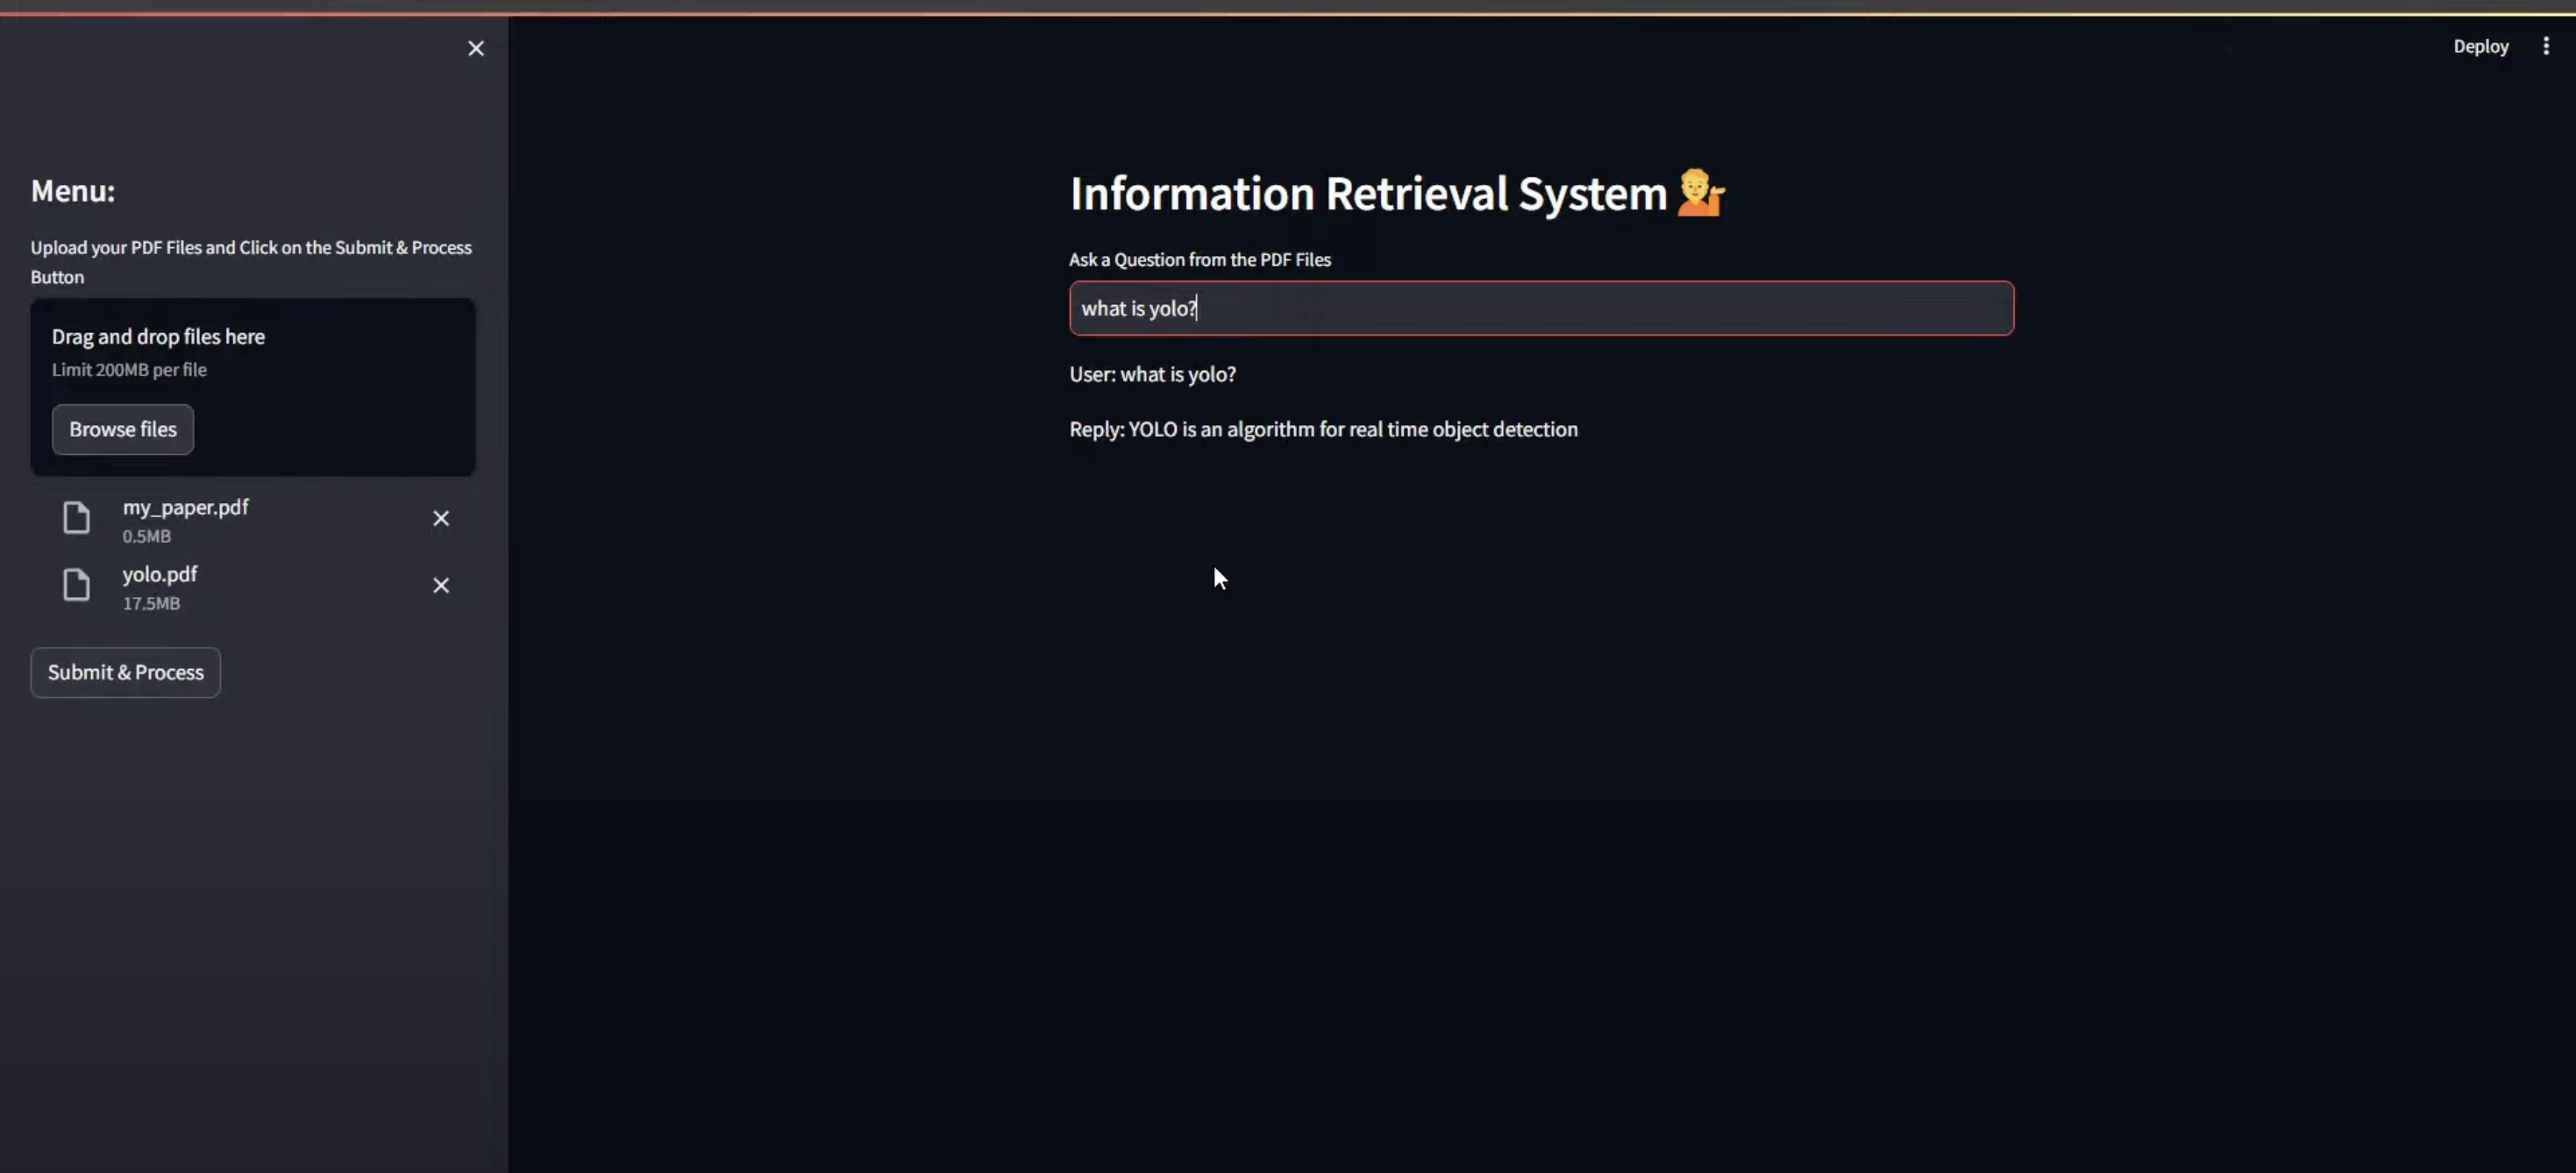 Deploy
Menu:
Upload your PDF Files and Click on the Submit & Process
Button
Drag and drop files here
Limit 200MB per file
Browse files
my_paper.pdf
0.5MB
yolo.pdf
17.5MB
Submit & Process
Information Retrieval System
Ask a Question from the PDF Files
what is yolo?
User: what is yolo?
Reply: YOLO is an algorithm for real time object detection